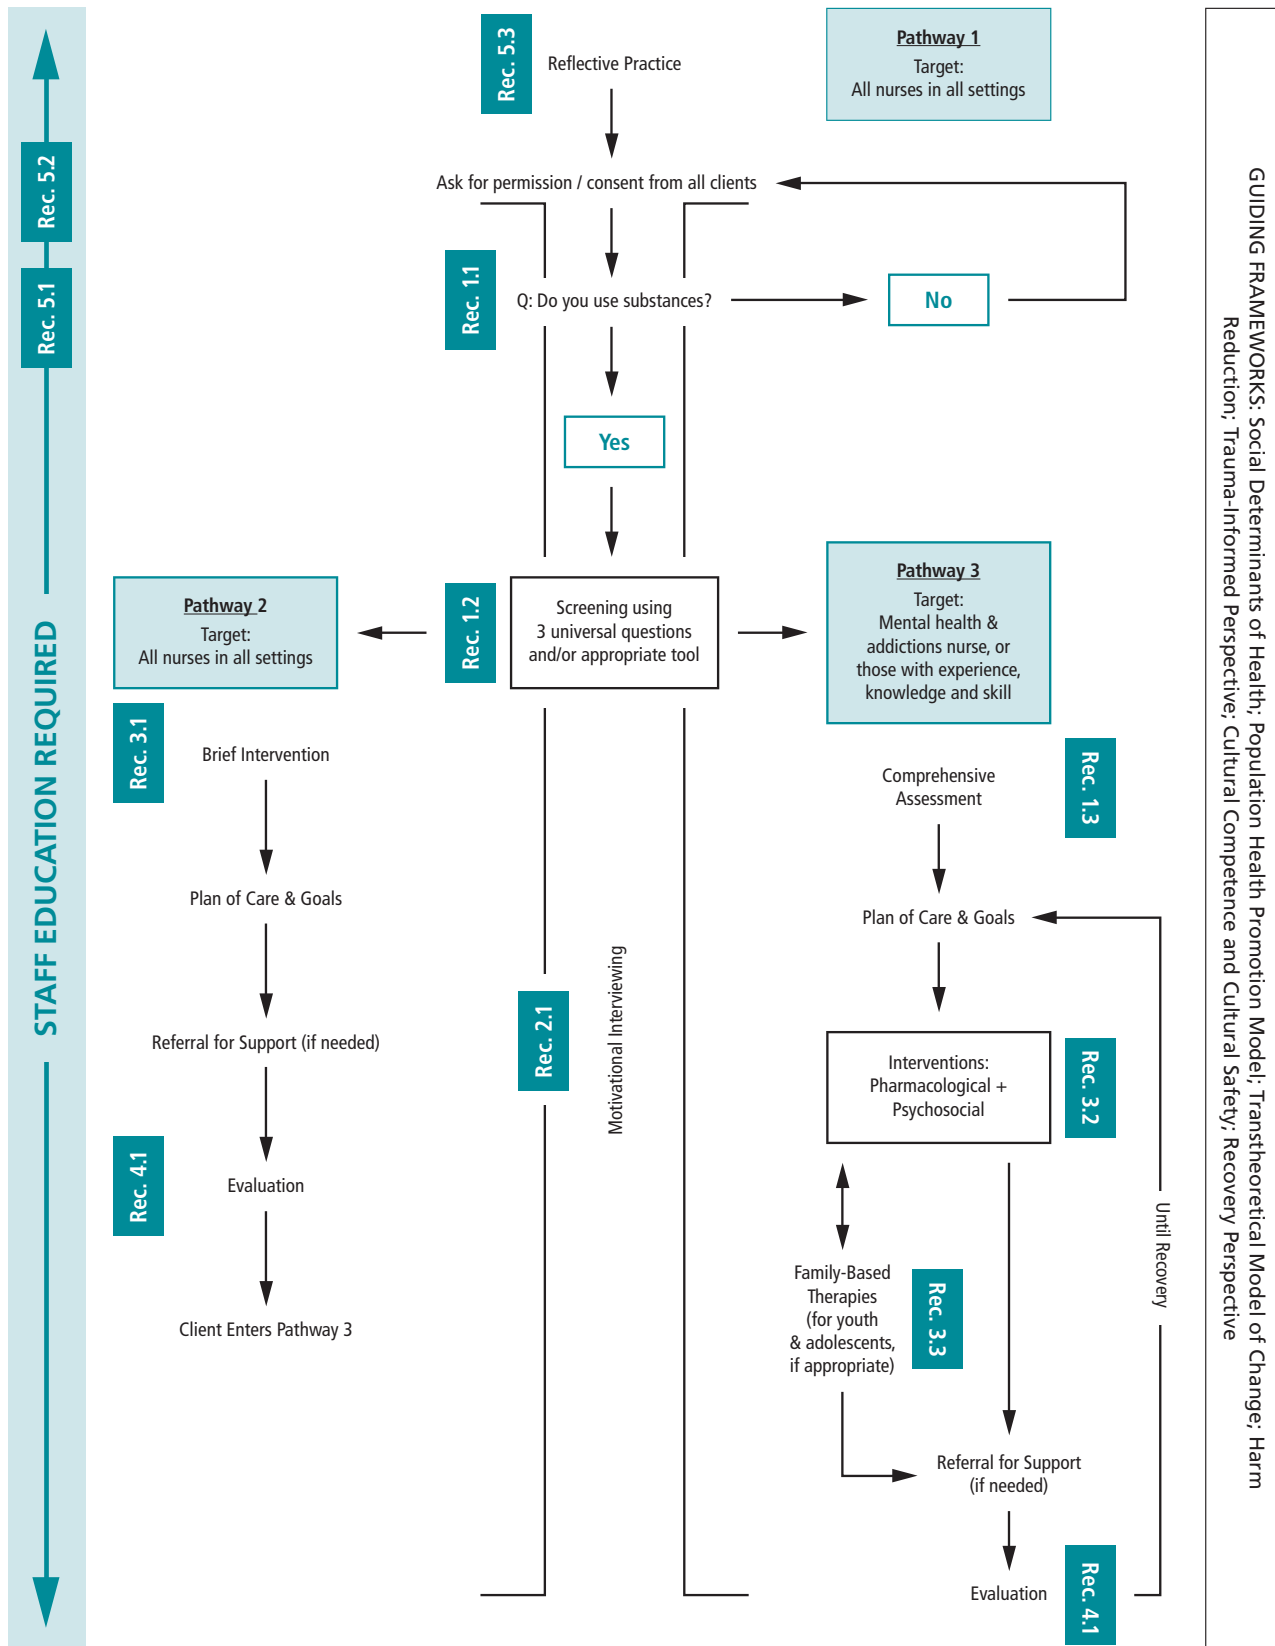 Rec. 5.2
Rec. 5.1
STAFF EDUCATION REQUIRED
Rec. 5.3
Reflective Practice
Pathway 1
Target:
All nurses in all settings
Ask for permission / consent from all clients
Rec. 1.1
Q: Do you use substances?
No
Yes
Pathway 2
Target:
All nurses in all settings
Rec. 1.2
Screening using
3 universal questions
and/or appropriate tool
Pathway 3
Target:
Mental health &
addictions nurse, or
those with experience,
knowledge and skill
Rec. 3.1
Brief Intervention
Plan of Care & Goals
Referral for Support (if needed)
Rec. 4.1
Evaluation
Client Enters Pathway 3
Rec. 2.1
Motivational Interviewing
Comprehensive
Assessment
Rec. 1.3
Plan of Care & Goals
Interventions:
Pharmacological +
Psychosocial
Rec. 3.2
Family-Based
Therapies
(for youth
& adolescents,
if appropriate)
Rec. 3.3
Until Recovery
Referral for Support
(if needed)
Evaluation
Rec. 4.1
GUIDING FRAMEWORKS: Social Determinants of Health; Population Health Promotion Model; Transtheoretical Model of Change; Harm
Reduction; Trauma-Informed Perspective; Cultural Competence and Cultural Safety; Recovery Perspective